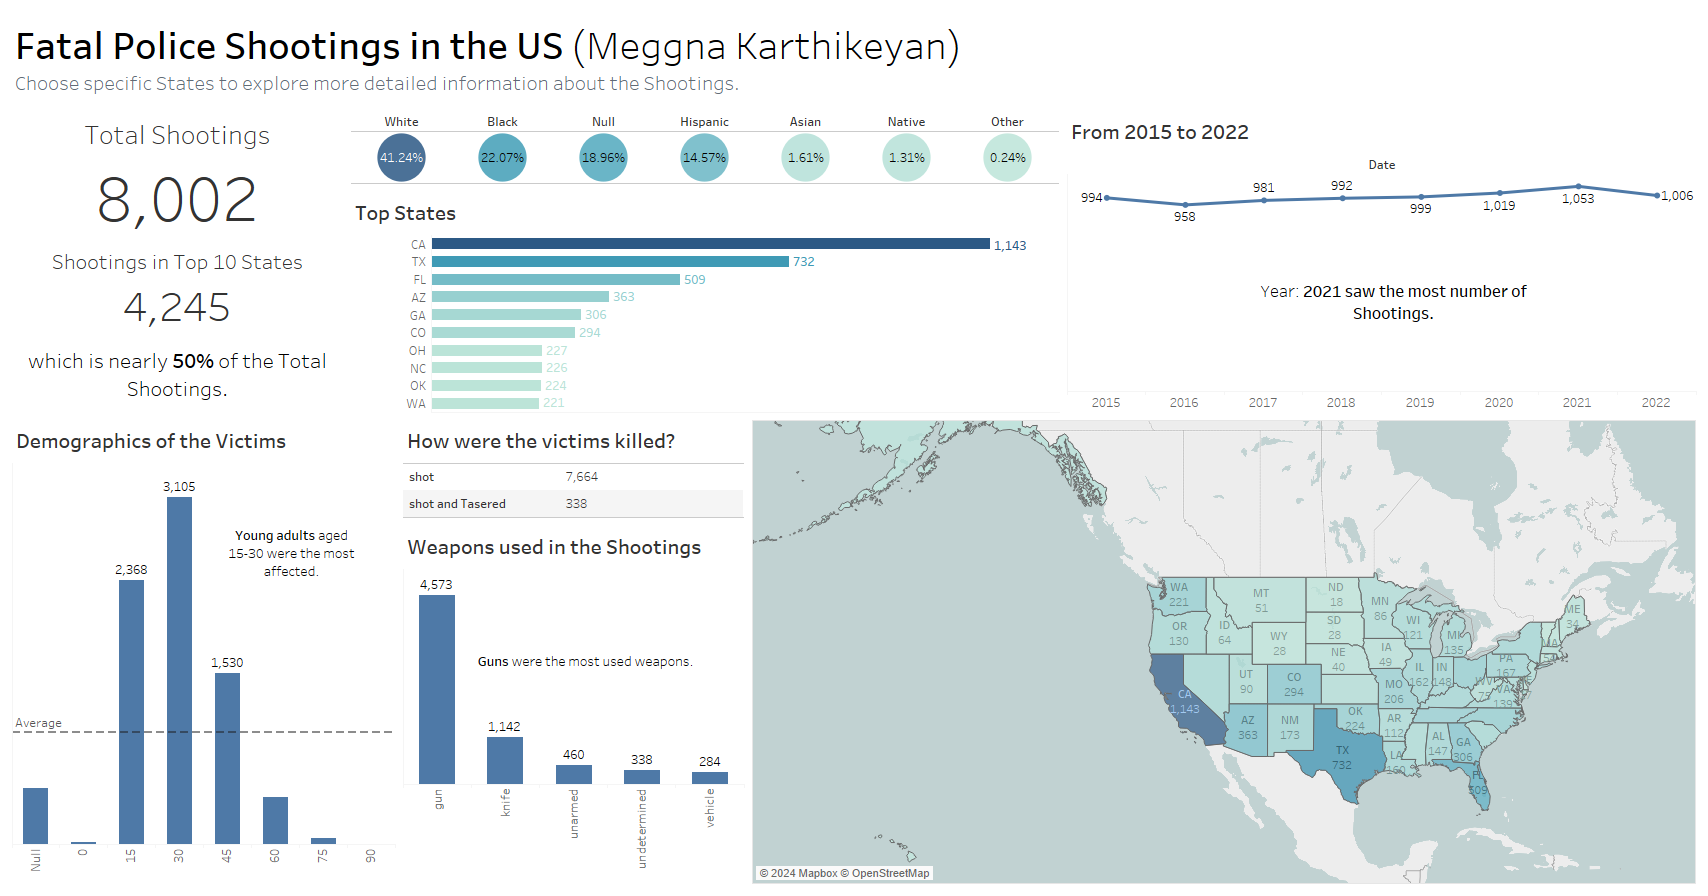 Fatal Police Shootings in the US (Meggna Karthikeyan)
Choose specific States to explore more detailed information about the Shootings.
Total Shootings
8,002
Shootings in Top 10 States
4,245
which is nearly 50% of the Total
Shootings.
White Black Null Hispanic Asian Native Other
41.24% 22.07% 18.96% 14.57% 1.61% 1.31% 0.24%
Top States
CA 1,143
TX 732
FL 509
AZ 363
GA 306
CO 294
OH 227
NC 226
OK 224
WA 221
From 2015 to 2022
Date
994 958 981 992 999 1,019 1,053 1,006
Year: 2021 saw the most number of
Shootings.
2015 2016 2017 2018 2019 2020 2021 2022
Demographics of the Victims
3,105
2,368
1,530
Young adults aged
15-30 were the most
affected.
Average
Null 0 15 30 45 60 75 90
How were the victims killed?
shot 7,664
shot and Tasered 338
Weapons used in the Shootings
4,573
1,142
460
338
284
Guns were the most used weapons.
gun knife unarmed undetermined vehicle
WA
221
MT
51
ND
18
MN
86
WI
121
MI
135
ME
34
OR
130
ID
64
WY
28
SD
28
IA
49
NE
40
PA
167
IL
162
IN
148
CA
1,143
UT
90
CO
294
MO
206
WV
75
VA
139
AZ
363
NM
173
OK
224
AR
112
TX
732
LA
160
AL
147
GA
306
FL
509
MA
54
© 2024 Mapbox © OpenStreetMap